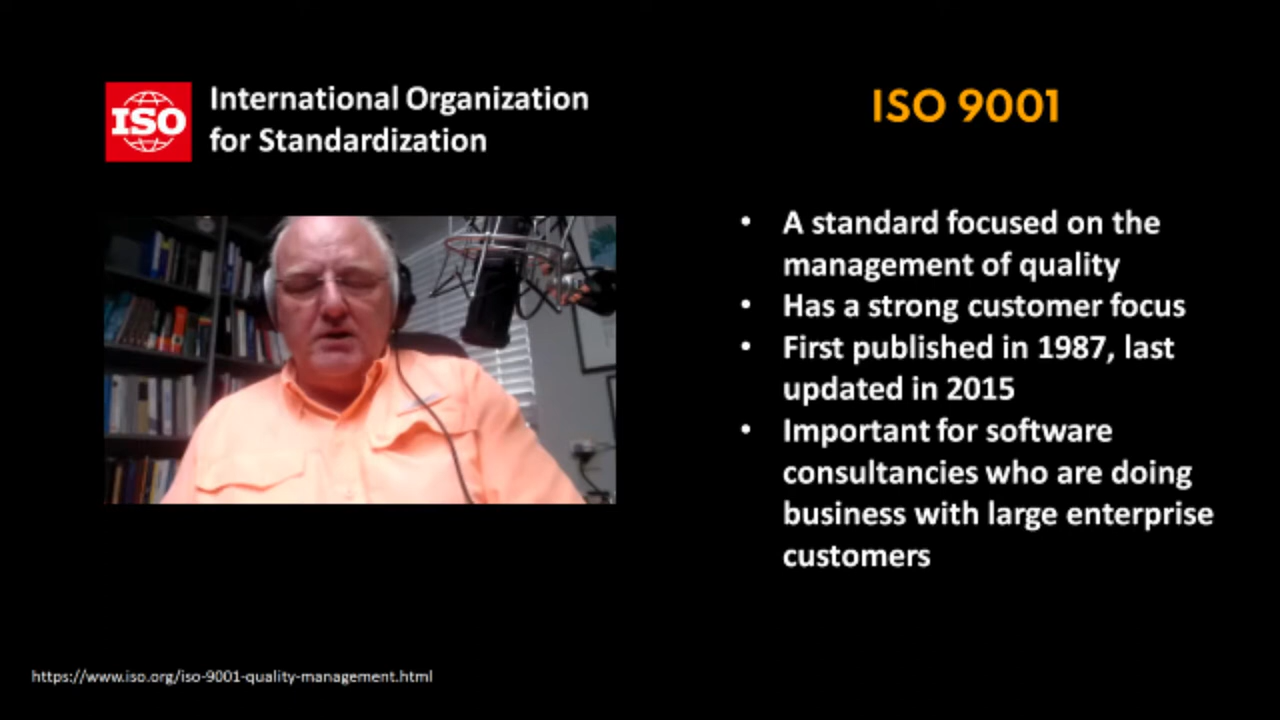 ISO
International Organization
for Standardization
ISO 9001
• A standard focused on the
management of quality
• Has a strong customer focus
• First published in 1987, last
updated in 2015
• Important for software
consultancies who are doing
business with large enterprise
customers
https://www.iso.org/iso-9001-quality-management.html